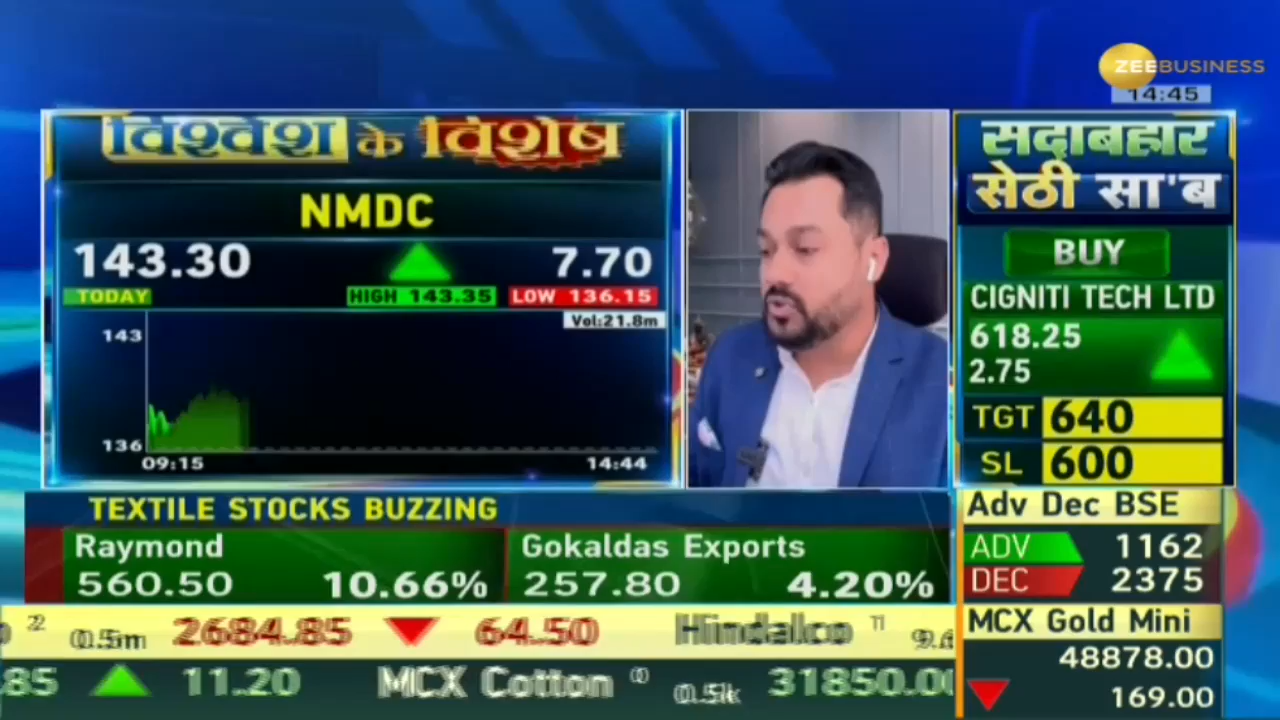 ZEEBUSINESS
14:45
विश्वेश के विशेष
NMDC
143.30 7.70
TODAY HIGH 143.35 LOW 136.15
Vol:21.8m
143
136
09:15 14:44
सदाबहार
सेठी सा'ब
BUY
CIGNITI TECH LTD
618.25
2.75
TGT 640
SL 600
TEXTILE STOCKS BUZZING
Raymond
560.50 10.66%
Gokaldas Exports
257.80 4.20%
Adv Dec BSE
ADV 1162
DEC 2375
MCX Gold Mini
48878.00
169.00
0.5m 2684.85 64.50 Hindalco 11
.85 11.20 MCX Cotton 0 0.5k 31850.00